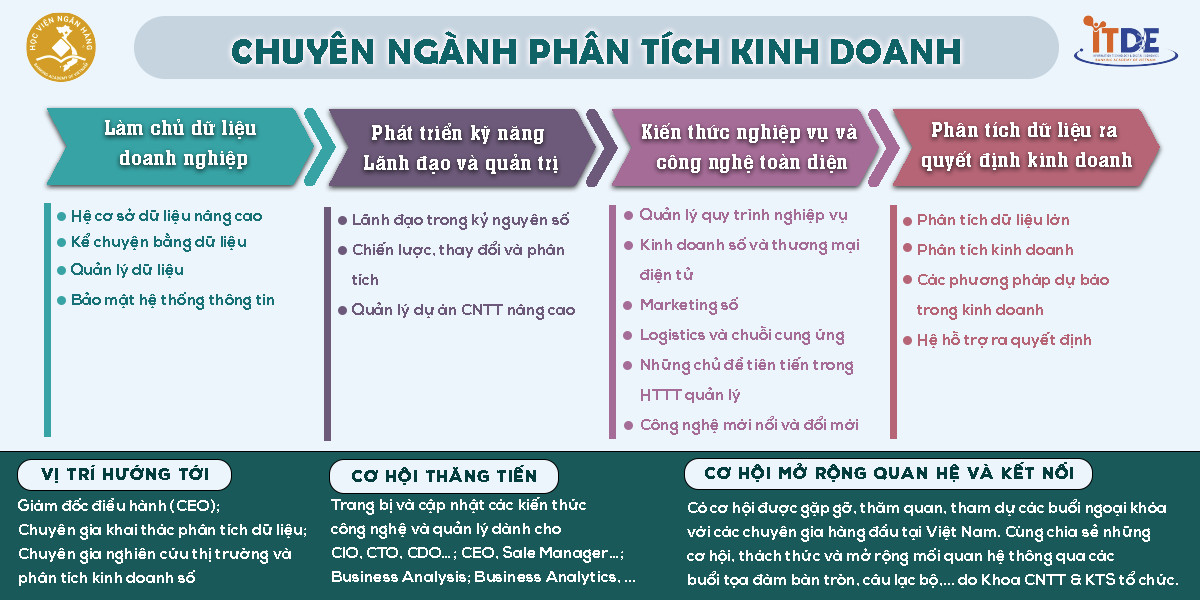 HỌC VIỆN NGÂN HÀNG
BANKING ACADEMY OF VIETNAM
CHUYÊN NGÀNH PHÂN TÍCH KINH DOANH
ITDE
BANKING ACADEMY OF VIETNAM
Làm chủ dữ liệu
doanh nghiệp
Phát triển kỹ năng
Lãnh đạo và quản trị
Kiến thức nghiệp vụ và
công nghệ toàn diện
Phân tích dữ liệu ra
quyết định kinh doanh
Hệ cơ sở dữ liệu nâng cao
Kể chuyện bằng dữ liệu
Quản lý dữ liệu
Bảo mật hệ thống thông tin
Lãnh đạo trong kỷ nguyên số
Chiến lược, thay đổi và phân
tích
Quản lý dự án CNTT nâng cao
Quản lý quy trình nghiệp vụ
Kinh doanh số và thương mại
điện tử
Marketing số
Logistics và chuỗi cung ứng
Những chủ đề tiên tiến trong
HTTT quản lý
Công nghệ mới nổi và đổi mới
Phân tích dữ liệu lớn
Phân tích kinh doanh
Các phương pháp dự báo
trong kinh doanh
Hệ hỗ trợ ra quyết định
VỊ TRÍ HƯỚNG TỚI
Giám đốc điều hành (CEO);
Chuyên gia khai thác phân tích dữ liệu;
Chuyên gia nghiên cứu thị trường và
phân tích kinh doanh số
CƠ HỘI THĂNG TIẾN
Trang bị và cập nhật các kiến thức
công nghệ và quản lý dành cho
CIO, CTO, CDO...; CEO, Sale Manager...;
Business Analysis; Business Analytics, ...
CƠ HỘI MỞ RỘNG QUAN HỆ VÀ KẾT NỐI
Có cơ hội được gặp gỡ, thăm quan, tham dự các buổi ngoại khóa
với các chuyên gia hàng đầu tại Việt Nam. Cùng chia sẻ những
cơ hội, thách thức và mở rộng mối quan hệ thông qua các
buổi tọa đàm bàn tròn, câu lạc bộ,... do Khoa CNTT & KTS tổ chức.